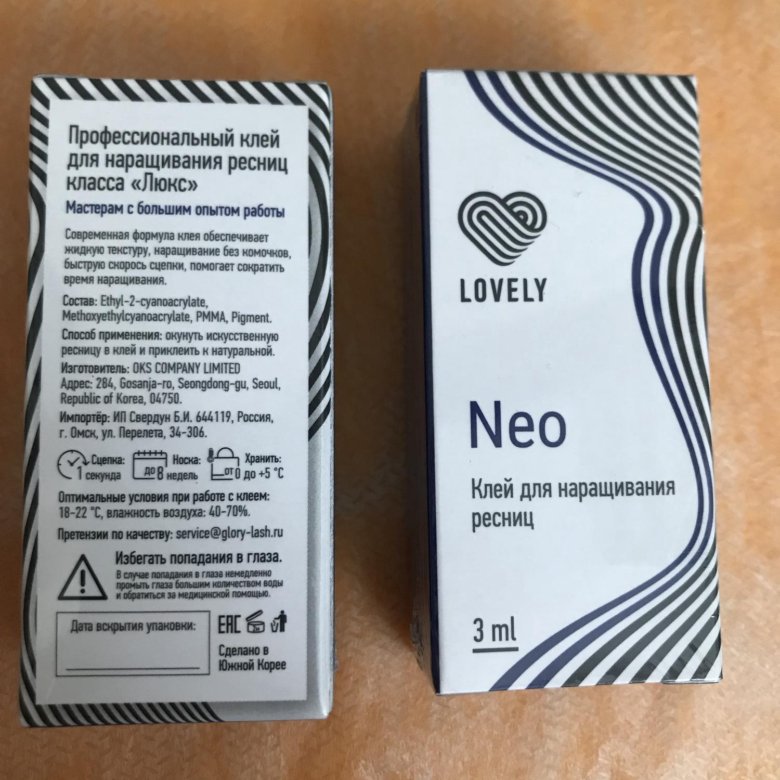 Профессиональный клей
для наращивания ресниц
класса «Люкс»
Мастерам с большим опытом работы
Современная формула клея обеспечивает
жидкую текстуру, наращивание без комочков,
быструю скорось сцепки, помогает сократить
время наращивания.
Состав: Ethyl-2-cyanoacrylate,
Methoxyethylcyanoacrylate, PMMA, Pigment.
Способ применения: окунуть искусственную
ресницу в клей и приклеить к натуральной.
Изготовитель: OKS COMPANY LIMITED
Адрес: 284, Gosanja-ro, Seongdong-gu, Seoul,
Republic of Korea, 04750.
Импортёр: ИП Свердун Б.И. 644119, Россия,
г. Омск, ул. Перелета, 34-306.
Сцепка: 1 секунда
Носка: до 8 недель
Хранить: от 0 до +5 °C
Оптимальные условия при работе с клеем:
18-22 °C, влажность воздуха: 40-70%.
Претензии по качеству: service@glory-lash.ru
Избегать попадания в глаза.
В случае попадания в глаза немедленно
промыть глаза большим количеством воды
и обратиться за медицинской помощью.
Дата вскрытия упаковки:
EAC
Сделано в
Южной Корее
LOVELY
Neo
Клей для наращивания
ресниц
3 ml